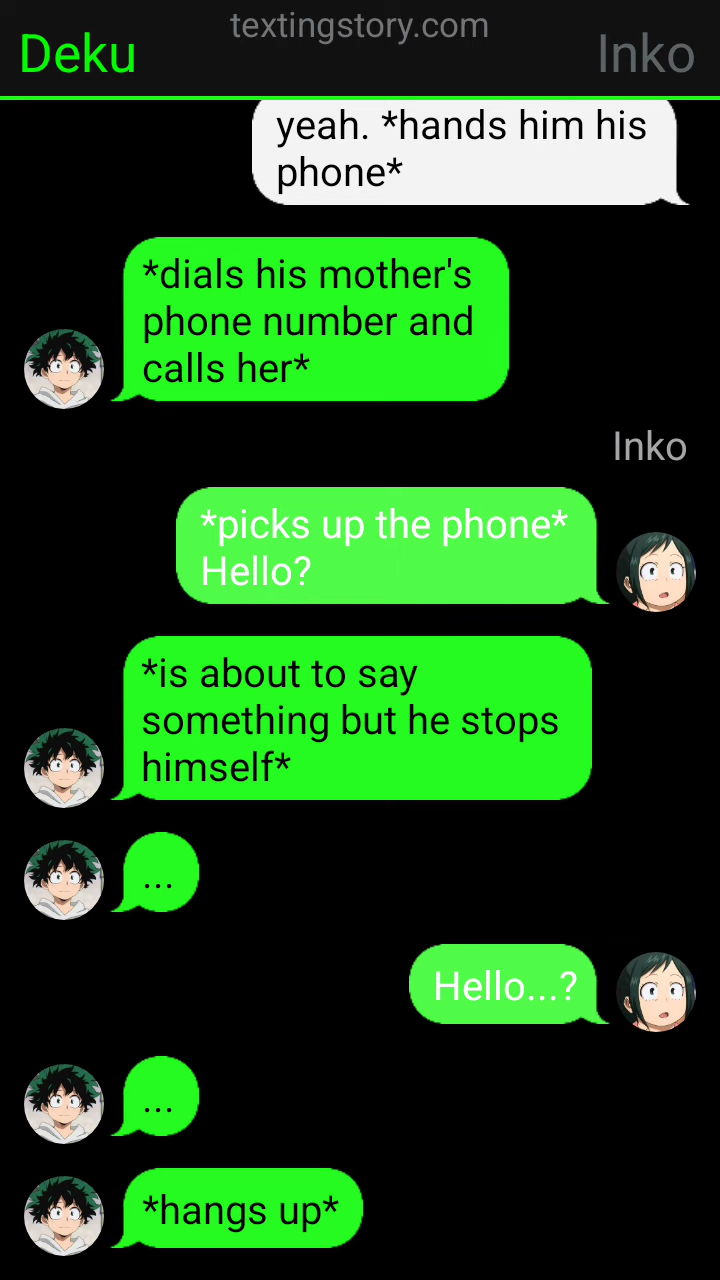 textingstory.com
Deku
Inko
yeah. *hands him his
phone*
*dials his mother's
phone number and
calls her*
Inko
*picks up the phone*
Hello?
*is about to say
something but he stops
himself*
...
Hello...?
...
*hangs up*